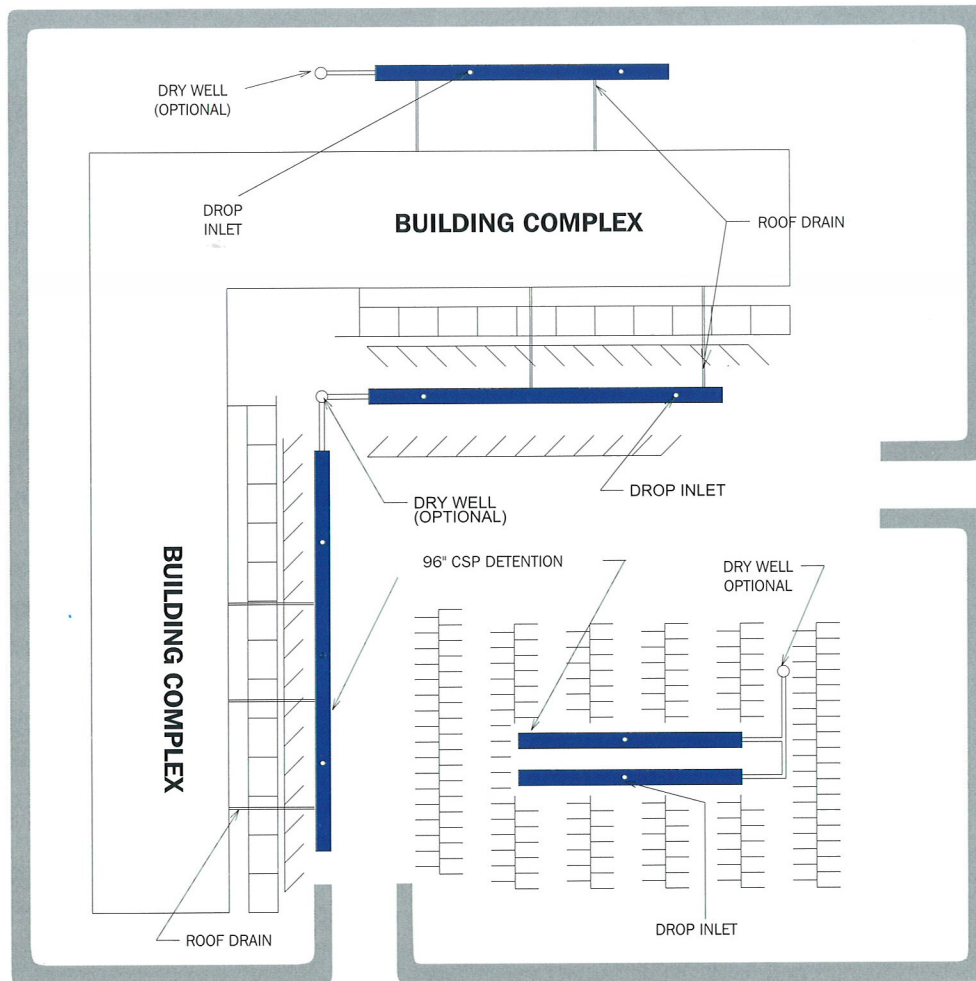 DRY WELL
(OPTIONAL)
DROP
INLET
BUILDING COMPLEX
ROOF DRAIN
DROP INLET
DRY WELL
(OPTIONAL)
96" CSP DETENTION
DRY WELL
OPTIONAL
BUILDING COMPLEX
DROP INLET
ROOF DRAIN